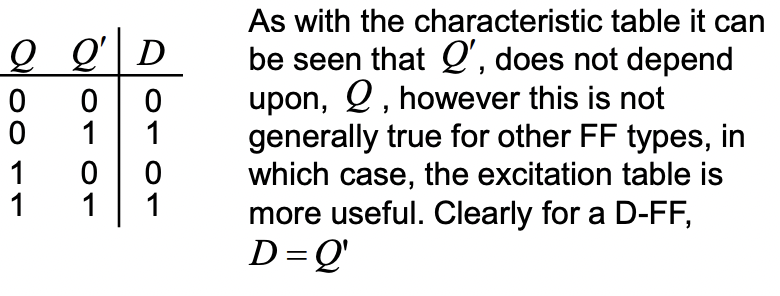 Q Q' D
0 0 0
0 1 1
1 0 0
1 1 1
As with the characteristic table it can
be seen that Q', does not depend
upon, Q , however this is not
generally true for other FF types, in
which case, the excitation table is
more useful. Clearly for a D-FF,
D = Q'